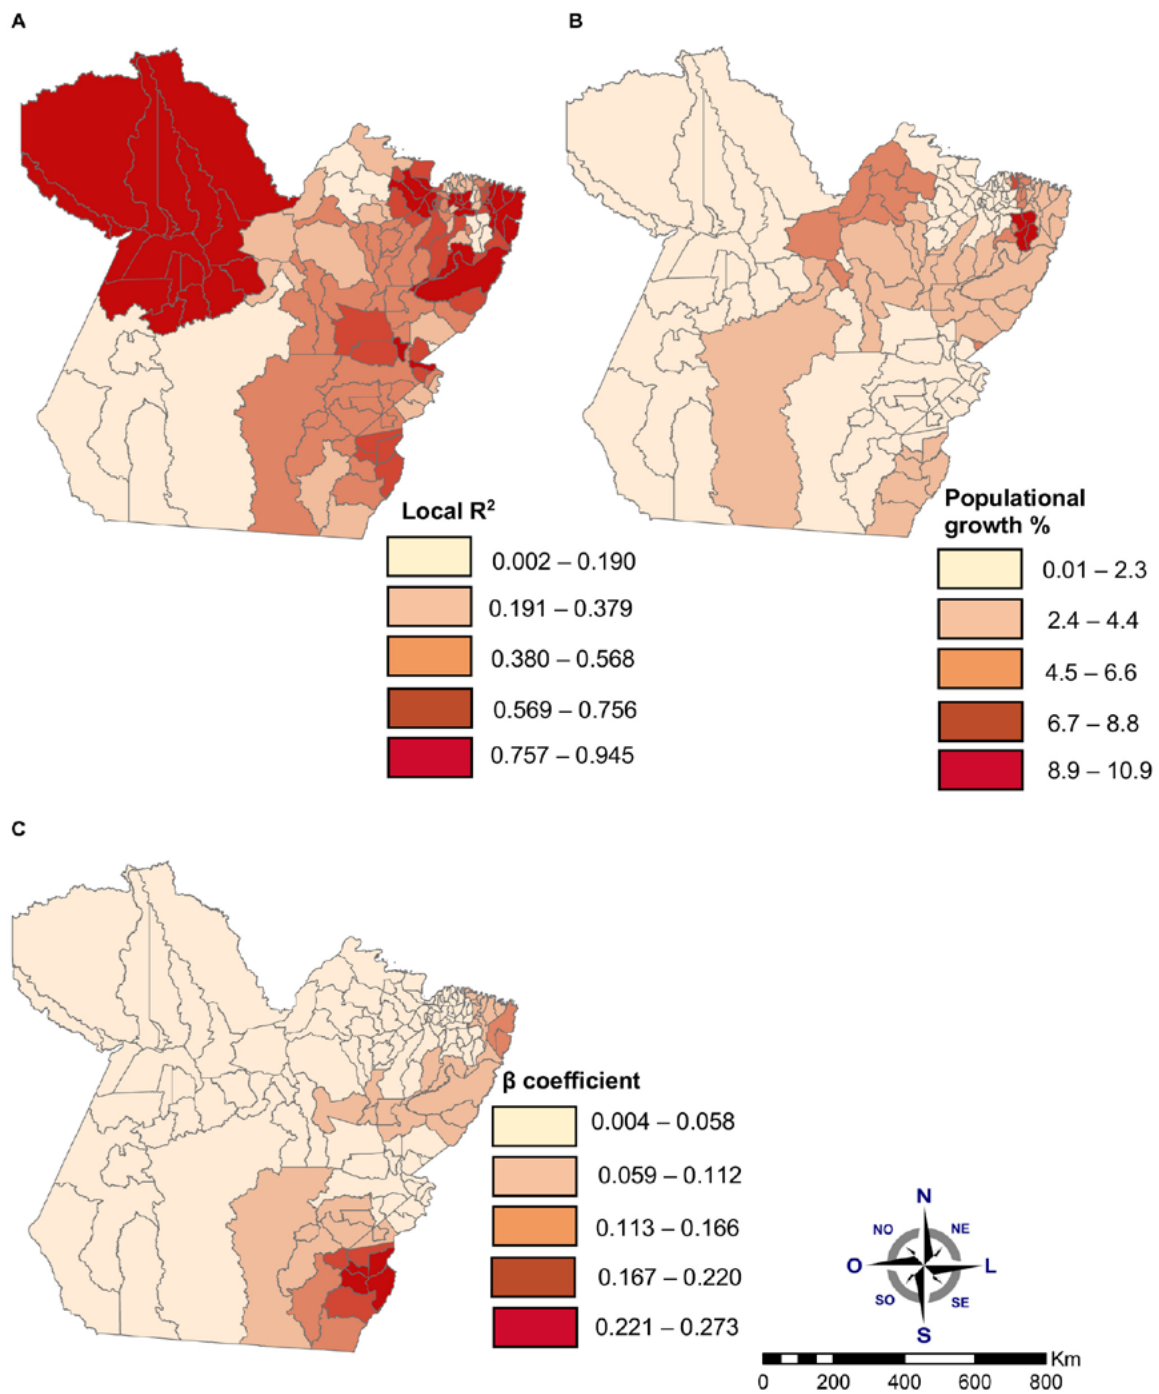 A
B
Local R²
0.002 – 0.190
0.191 – 0.379
0.380 – 0.568
0.569 – 0.756
0.757 – 0.945
Populational
growth %
0.01 – 2.3
2.4 – 4.4
4.5 – 6.6
6.7 – 8.8
8.9 – 10.9
C
β coefficient
0.004 – 0.058
0.059 – 0.112
0.113 – 0.166
0.167 – 0.220
0.221 – 0.273
N
NO NE
O L
SO SE
S
Km
0 200 400 600 800